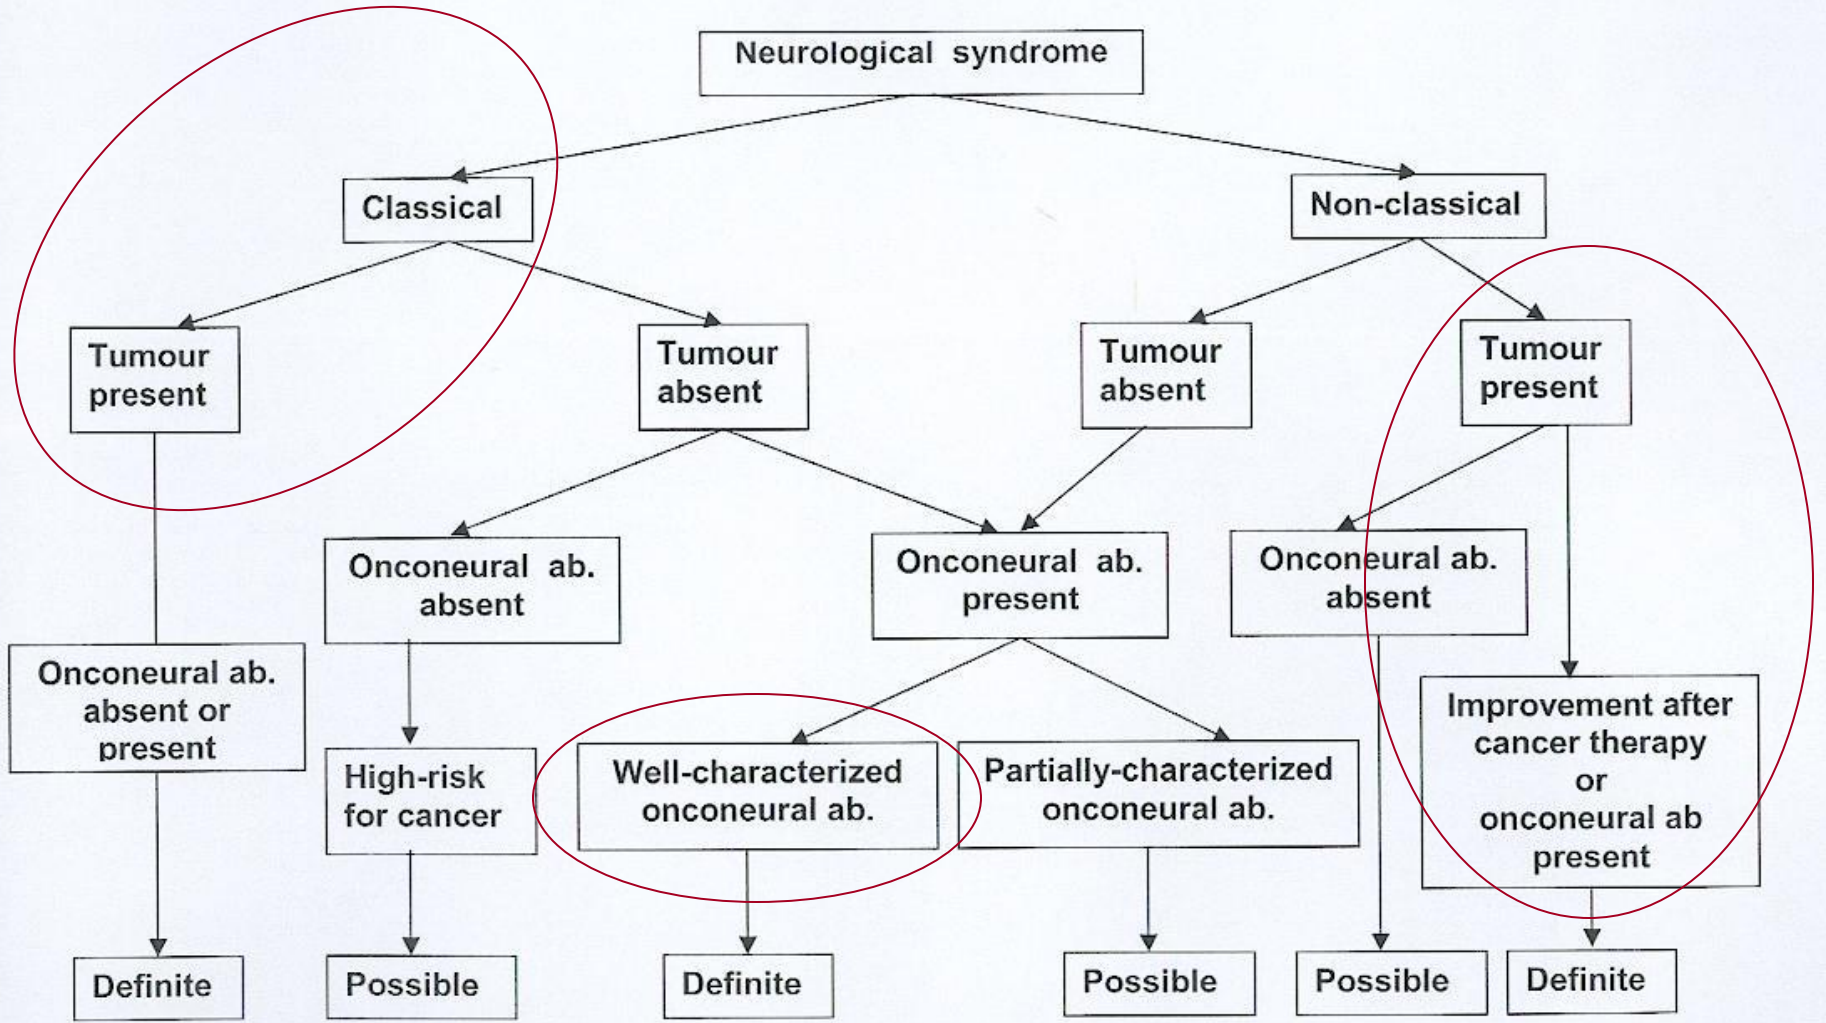 Neurological syndrome
Classical
Non-classical
Tumour
present
Tumour
absent
Tumour
absent
Tumour
present
Onconeural ab.
absent
Onconeural ab.
present
Onconeural ab.
absent
Onconeural ab.
absent or
present
High-risk
for cancer
Well-characterized
onconeural ab.
Partially-characterized
onconeural ab.
Improvement after
cancer therapy
or
onconeural ab
present
Definite
Possible
Definite
Possible
Possible
Definite